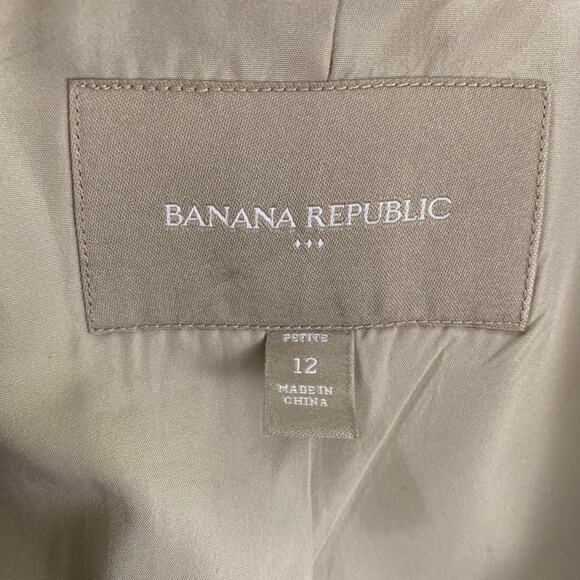 BANANA REPUBLIC
PETITE
12
MADE IN
CHINA